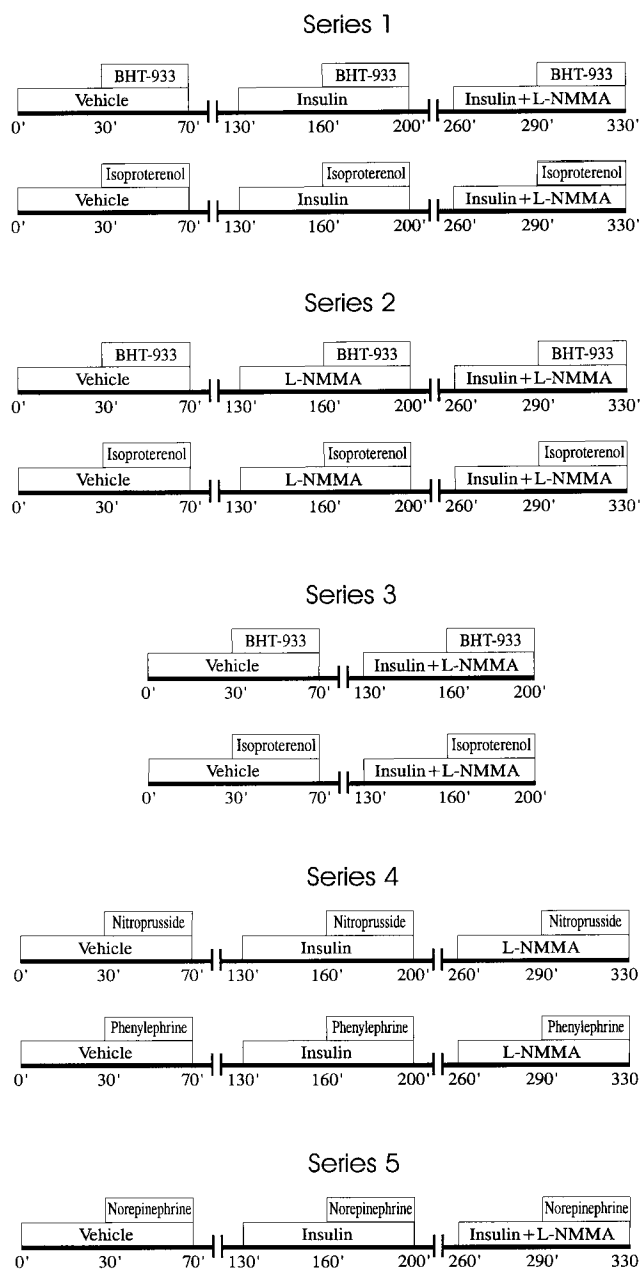 Series 1
BHT-933 BHT-933 BHT-933
Vehicle Insulin Insulin+L-NMMA
0' 30' 70' 130' 160' 200' 260' 290' 330'
Isoproterenol Isoproterenol Isoproterenol
Vehicle Insulin Insulin+L-NMMA
0' 30' 70' 130' 160' 200' 260' 290' 330'
Series 2
BHT-933 BHT-933 BHT-933
Vehicle L-NMMA Insulin+L-NMMA
0' 30' 70' 130' 160' 200' 260' 290' 330'
Isoproterenol Isoproterenol Isoproterenol
Vehicle L-NMMA Insulin+L-NMMA
0' 30' 70' 130' 160' 200' 260' 290' 330'
Series 3
BHT-933 BHT-933
Vehicle Insulin+L-NMMA
0' 30' 70' 130' 160' 200'
Isoproterenol Isoproterenol
Vehicle Insulin+L-NMMA
0' 30' 70' 130' 160' 200'
Series 4
Nitroprusside Nitroprusside Nitroprusside
Vehicle Insulin L-NMMA
0' 30' 70' 130' 160' 200' 260' 290' 330
Phenylephrine Phenylephrine Phenylephrine
Vehicle Insulin L-NMMA
0' 30' 70' 130' 160' 200' 260' 290' 330
Series 5
Norepinephrine Norepinephrine Norepinephrine
Vehicle Insulin Insulin+L-NMMA
0' 30' 70' 130' 160' 200' 260' 290' 330